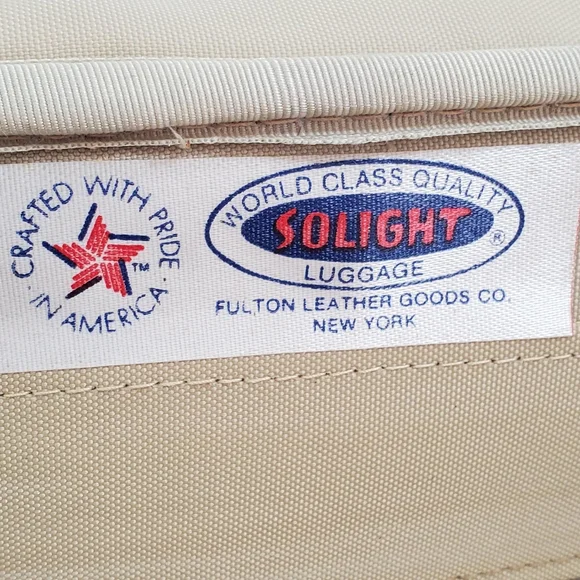 CRAFTED WITH PRIDE
· IN AMERICA ·
TM
WORLD CLASS QUALITY
SOLIGHT
®
LUGGAGE
FULTON LEATHER GOODS CO.
NEW YORK